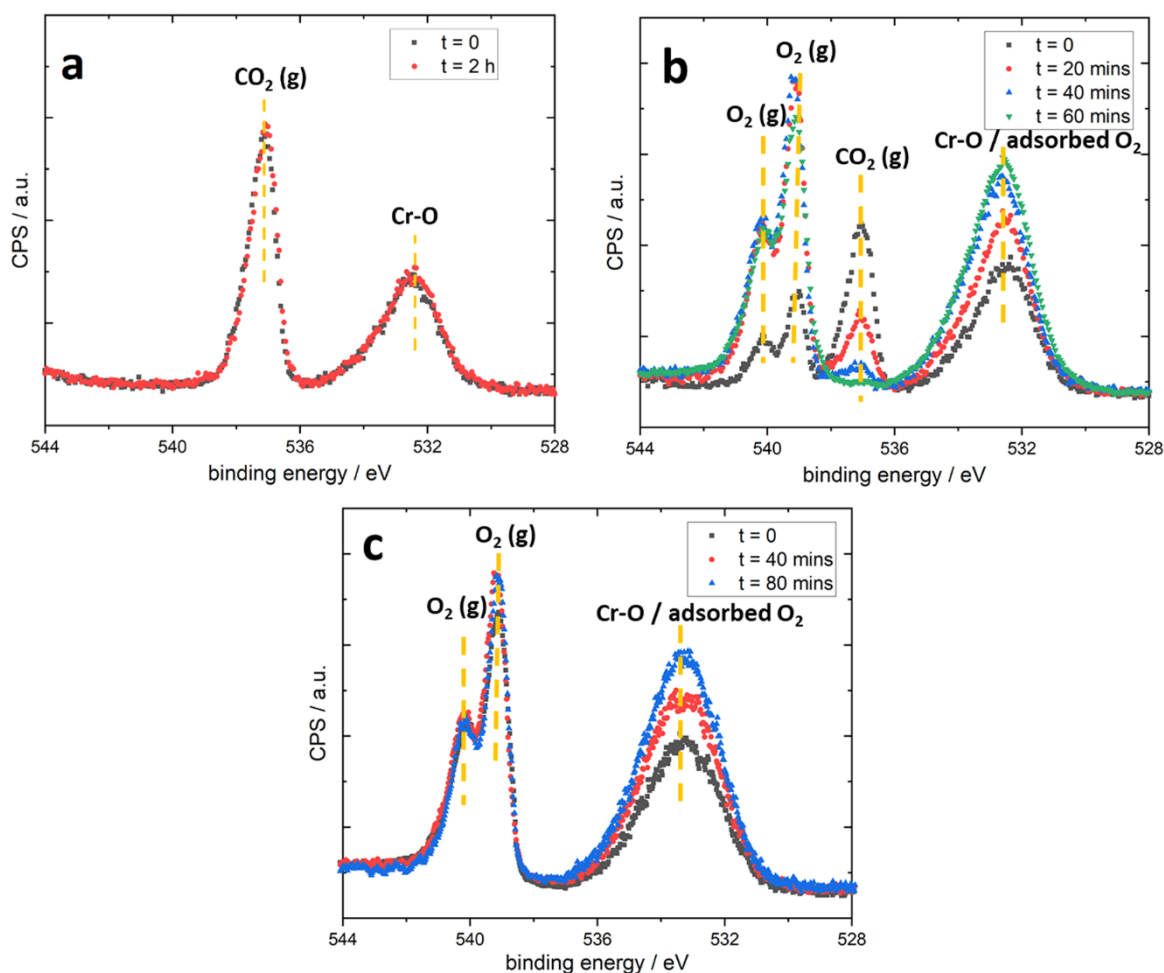 a
t = 0
t = 2 h
CO₂ (g)
Cr-O
CPS / a.u.
544 540 536 532 528
binding energy / eV
b
O₂ (g)
t = 0
t = 20 mins
t = 40 mins
t = 60 mins
O₂ (g)
CO₂ (g)
Cr-O / adsorbed O₂
CPS / a.u.
544 540 536 532 528
binding energy / eV
c
O₂ (g)
t = 0
t = 40 mins
t = 80 mins
O₂ (g)
Cr-O / adsorbed O₂
CPS / a.u.
544 540 536 532 528
binding energy / eV